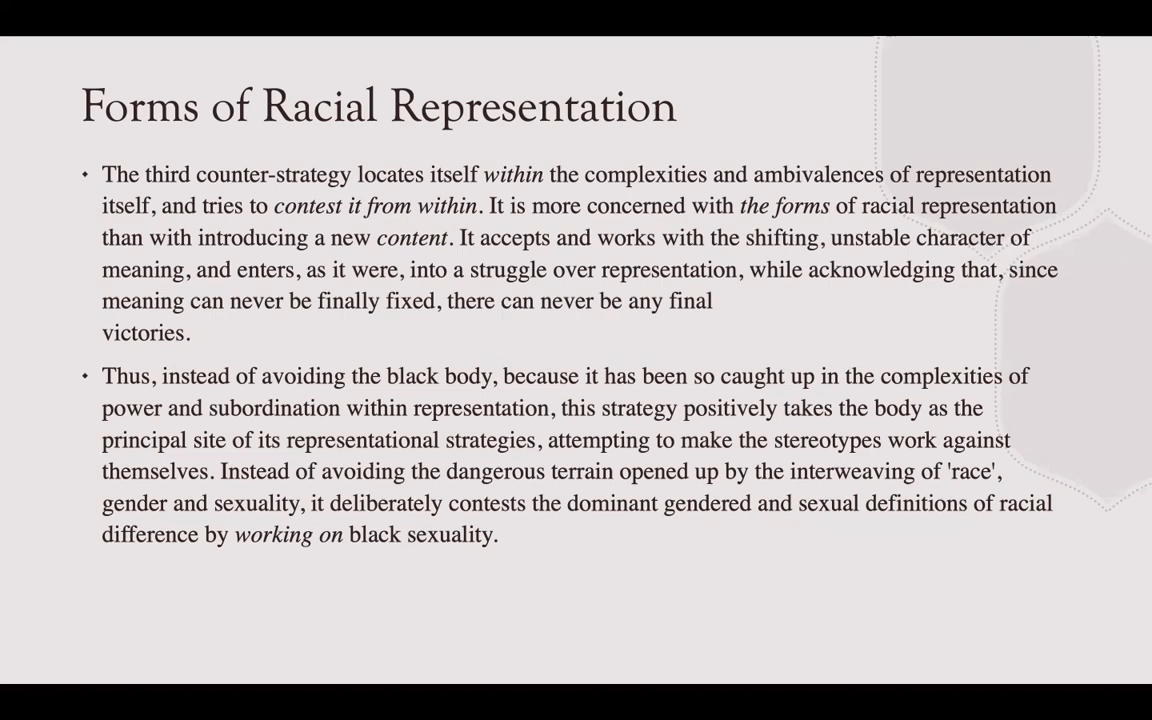 Forms of Racial Representation
The third counter-strategy locates itself within the complexities and ambivalences of representation
itself, and tries to contest it from within. It is more concerned with the forms of racial representation
than with introducing a new content. It accepts and works with the shifting, unstable character of
meaning, and enters, as it were, into a struggle over representation, while acknowledging that, since
meaning can never be finally fixed, there can never be any final
victories.
Thus, instead of avoiding the black body, because it has been so caught up in the complexities of
power and subordination within representation, this strategy positively takes the body as the
principal site of its representational strategies, attempting to make the stereotypes work against
themselves. Instead of avoiding the dangerous terrain opened up by the interweaving of 'race',
gender and sexuality, it deliberately contests the dominant gendered and sexual definitions of racial
difference by working on black sexuality.